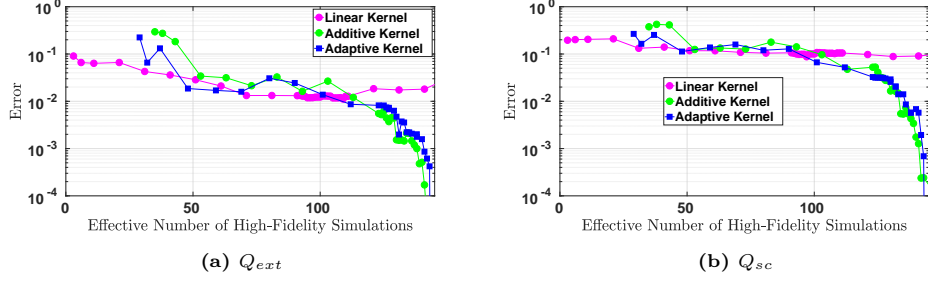 Error
10^0
10^-1
10^-2
10^-3
10^-4
0
100
Linear Kernel
Additive Kernel
Adaptive Kernel
Effective Number of High-Fidelity Simulations
(a) Q_ext
Error
10^0
10^-1
10^-2
10^-3
10^-4
0
50
100
Linear Kernel
Additive Kernel
Adaptive Kernel
Effective Number of High-Fidelity Simulations
(b) Q_sc